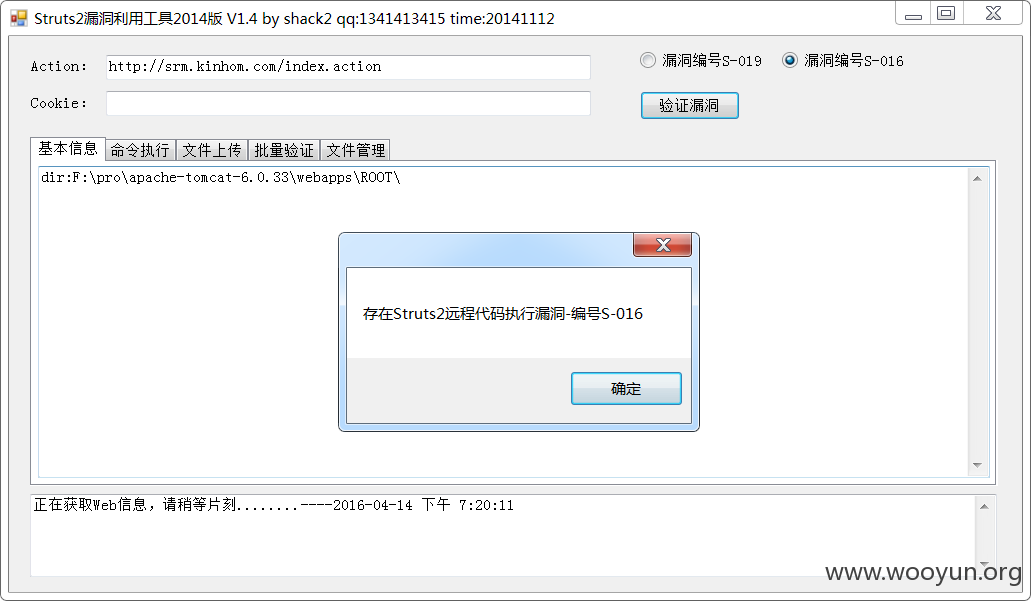 Struts2漏洞利用工具2014版 V1.4 by shack2 qq:1341413415 time:20141112
Action: http://srm.kinhom.com/index.action
漏洞编号S-019 漏洞编号S-016
Cookie:
验证漏洞
基本信息 命令执行 文件上传 批量验证 文件管理
dir:F:\pro\apache-tomcat-6.0.33\webapps\ROOT\
存在Struts2远程代码执行漏洞-编号S-016
确定
正在获取Web信息，请稍等片刻........----2016-04-14 下午 7:20:11
www.wooyun.org